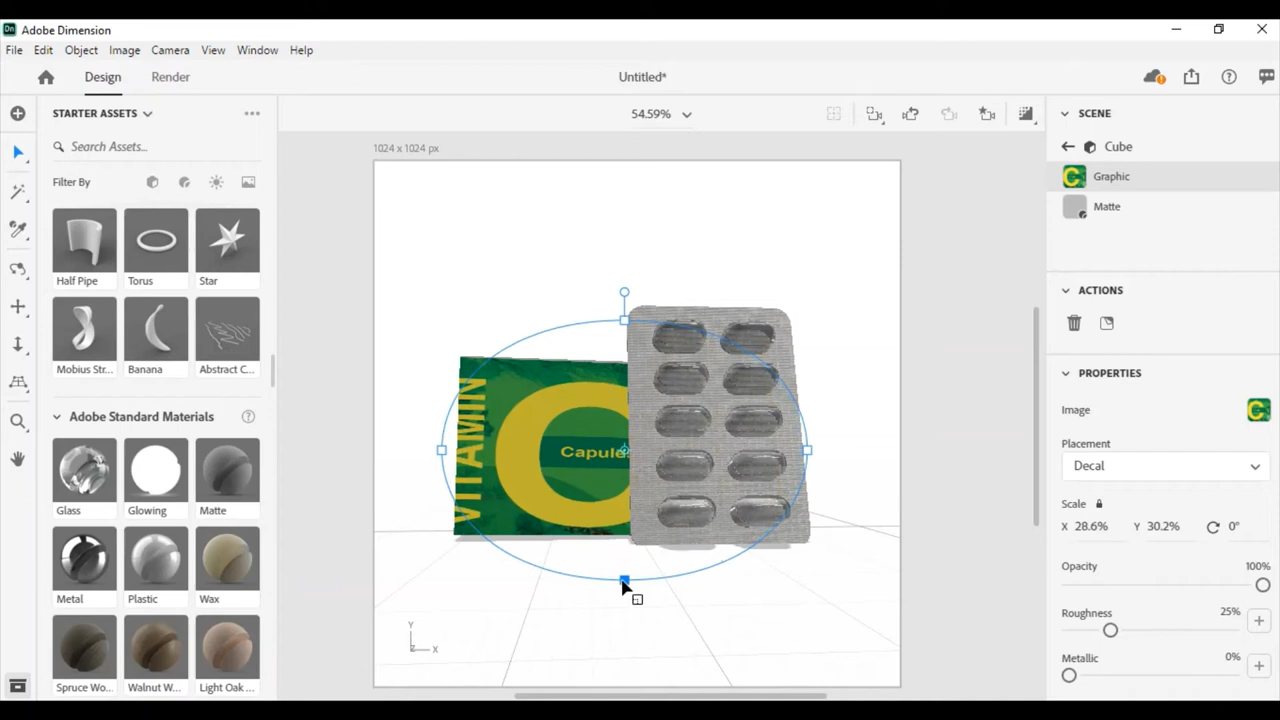 Adobe Dimension
File Edit Object Image Camera View Window Help
Design Render Untitled*
STARTER ASSETS
54.59%
Search Assets...
Filter By
Half Pipe Torus Star
Mobius Str... Banana Abstract C...
Adobe Standard Materials
Glass Glowing Matte
Metal Plastic Wax
Spruce Wo... Walnut W... Light Oak ...
1024 x 1024 px
VITAMIN
C
Y
Z X
SCENE
Cube
Graphic
Matte
ACTIONS
PROPERTIES
Image
Placement
Decal
Scale
X 28.6% Y 30.2% 0°
Opacity 100%
Roughness 25%
Metallic 0%